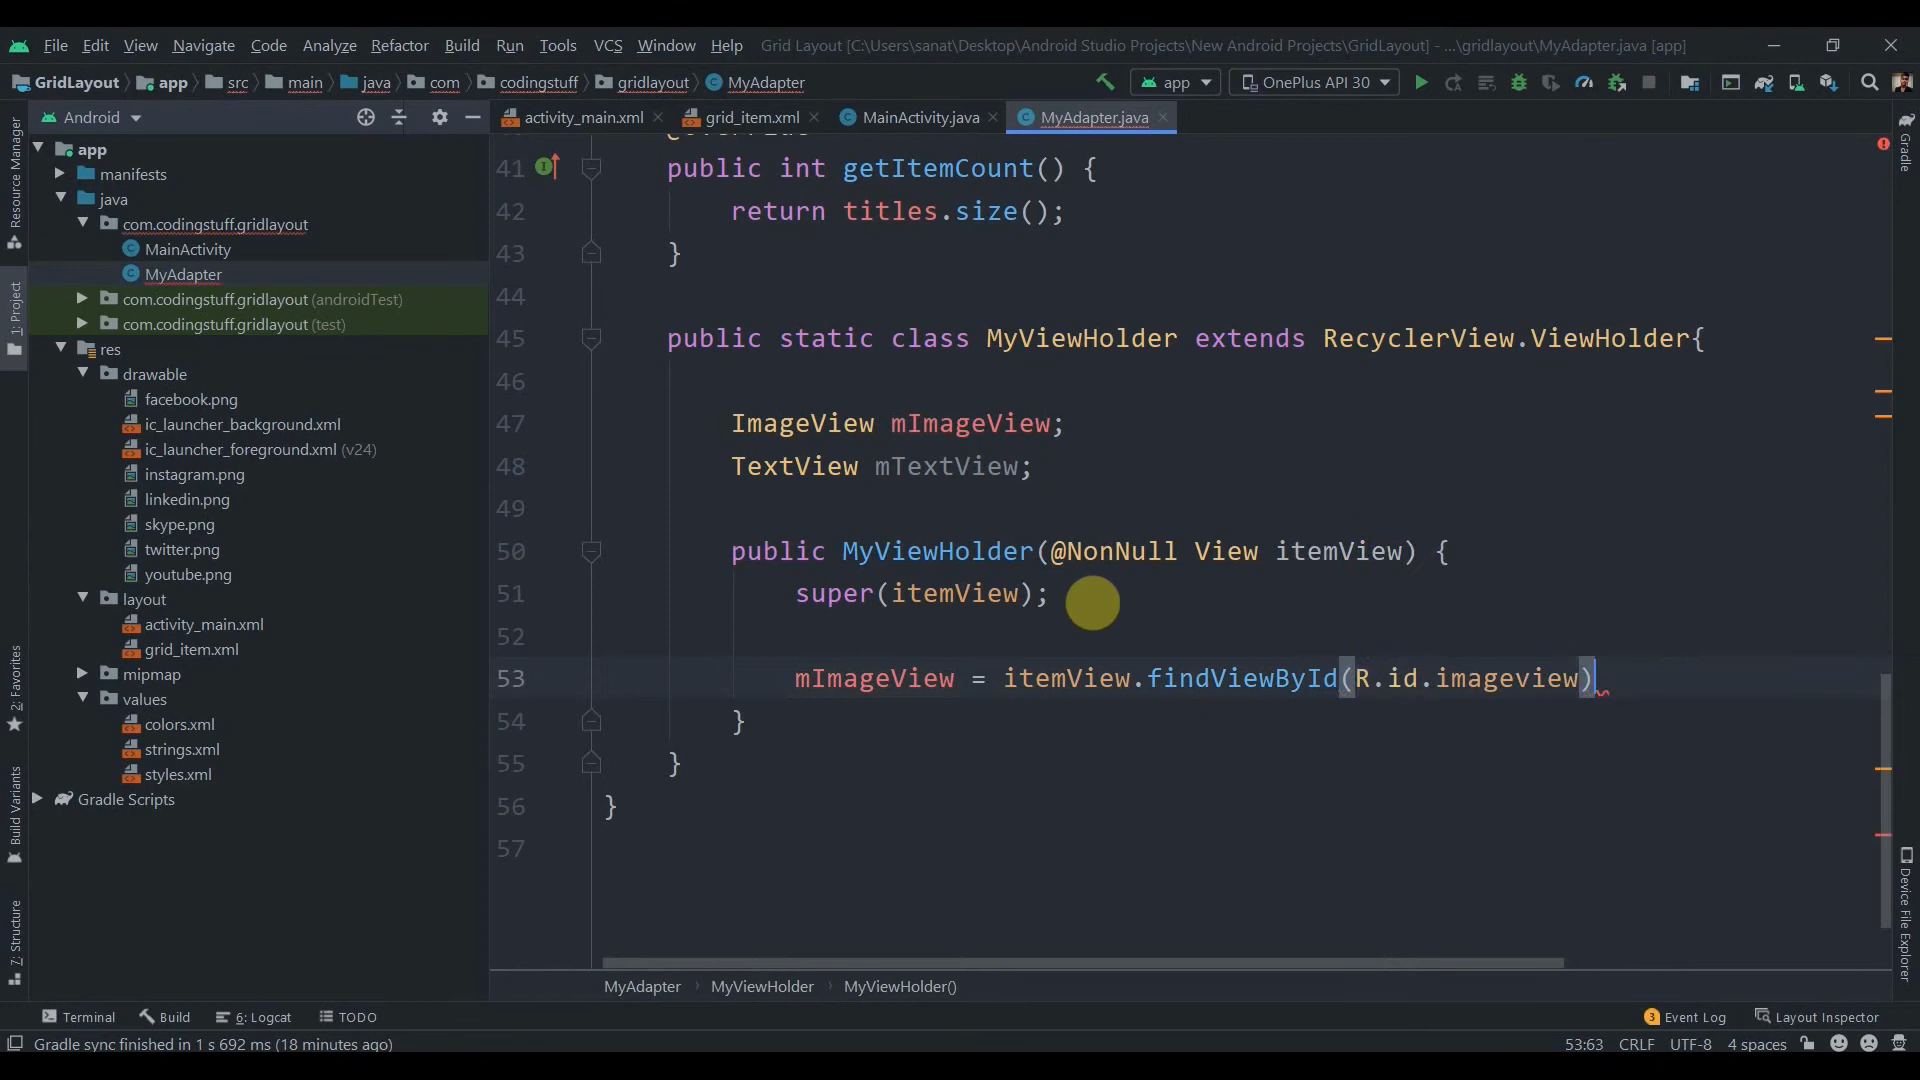 File Edit View Navigate Code Analyze Refactor Build Run Tools VCS Window Help Grid Layout [C:\Users\sanat\Desktop\Android Studio Projects\New Android Projects\GridLayout] - ...\gridlayout\MyAdapter.java [app]
GridLayout app src main java com codingstuff gridlayout MyAdapter app OnePlus API 30
Android activity_main.xml grid_item.xml MainActivity.java MyAdapter.java
Resource Manager
1: Project
2: Favorites
Build Variants
7: Structure
app
manifests
java
com.codingstuff.gridlayout
MainActivity
MyAdapter
com.codingstuff.gridlayout (androidTest)
com.codingstuff.gridlayout (test)
res
drawable
facebook.png
ic_launcher_background.xml
ic_launcher_foreground.xml (v24)
instagram.png
linkedin.png
skype.png
twitter.png
youtube.png
layout
activity_main.xml
grid_item.xml
mipmap
values
colors.xml
strings.xml
styles.xml
Gradle Scripts
41 public int getItemCount() {
42 return titles.size();
43 }
44
45 public static class MyViewHolder extends RecyclerView.ViewHolder{
46
47 ImageView mImageView;
48 TextView mTextView;
49
50 public MyViewHolder(@NonNull View itemView) {
51 super(itemView);
52
53 mImageView = itemView.findViewById(R.id.imageview)
54 }
55 }
56 }
57
MyAdapter MyViewHolder MyViewHolder()
Gradle
Device File Explorer
Terminal Build 6: Logcat TODO 3 Event Log Layout Inspector
Gradle sync finished in 1 s 692 ms (18 minutes ago) 53:63 CRLF UTF-8 4 spaces